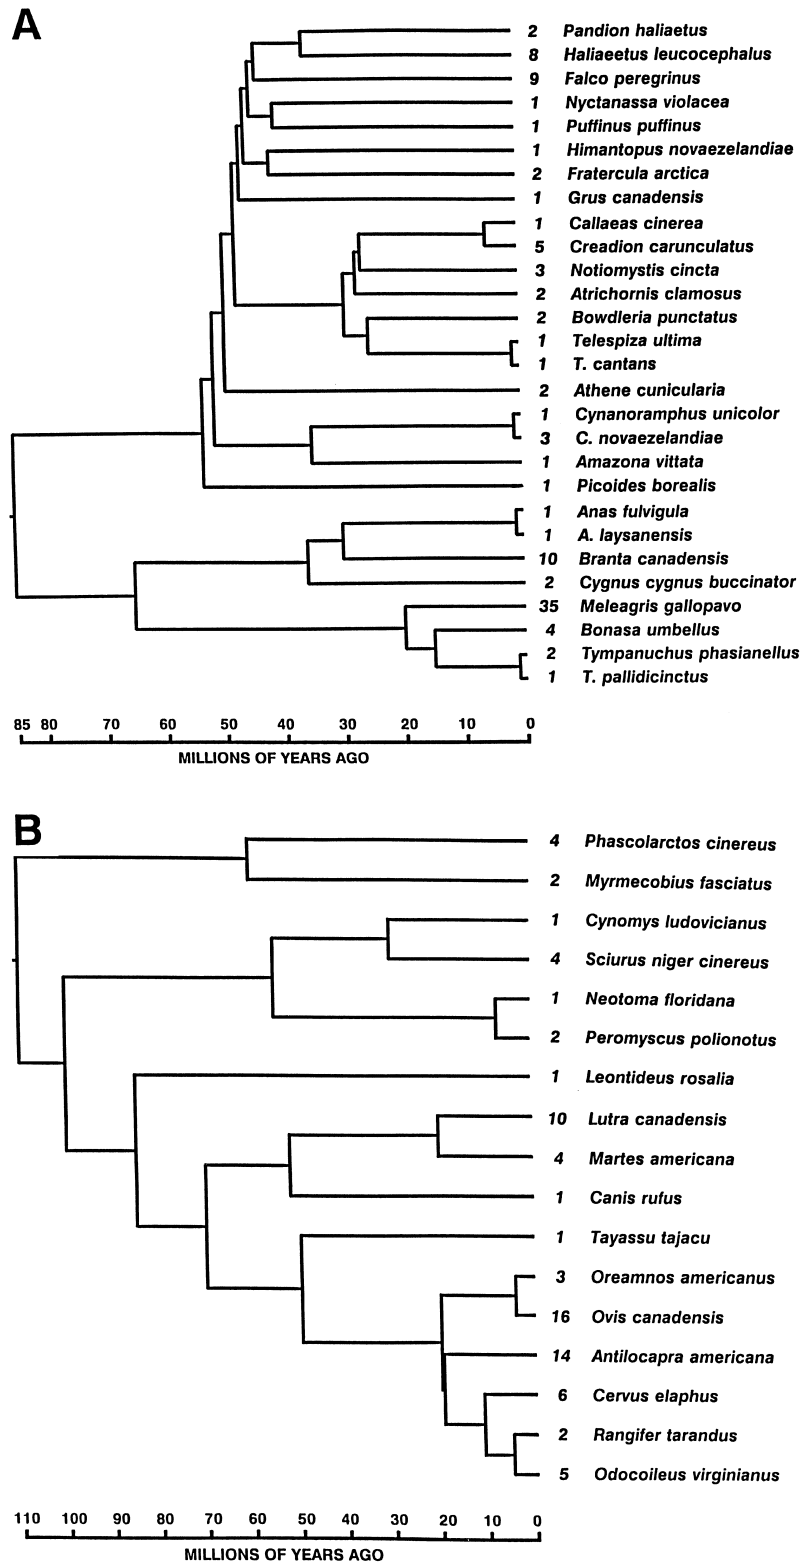 A
2 Pandion haliaetus
8 Haliaeetus leucocephalus
9 Falco peregrinus
1 Nyctanassa violacea
1 Puffinus puffinus
1 Himantopus novaezelandiae
2 Fratercula arctica
1 Grus canadensis
1 Callaeas cinerea
5 Creadion carunculatus
3 Notiomystis cincta
2 Atrichornis clamosus
2 Bowdleria punctatus
1 Telespiza ultima
1 T. cantans
2 Athene cunicularia
1 Cynanoramphus unicolor
3 C. novaezelandiae
1 Amazona vittata
1 Picoides borealis
1 Anas fulvigula
1 A. laysanensis
10 Branta canadensis
2 Cygnus cygnus buccinator
35 Meleagris gallopavo
4 Bonasa umbellus
2 Tympanuchus phasianellus
1 T. pallidicinctus
85 80 70 60 50 40 30 20 10 0
MILLIONS OF YEARS AGO
B
4 Phascolarctos cinereus
2 Myrmecobius fasciatus
1 Cynomys ludovicianus
4 Sciurus niger cinereus
1 Neotoma floridana
2 Peromyscus polionotus
1 Leontideus rosalia
10 Lutra canadensis
4 Martes americana
1 Canis rufus
1 Tayassu tajacu
3 Oreamnos americanus
16 Ovis canadensis
14 Antilocapra americana
6 Cervus elaphus
2 Rangifer tarandus
5 Odocoileus virginianus
110 100 90 80 70 60 50 40 30 20 10 0
MILLIONS OF YEARS AGO